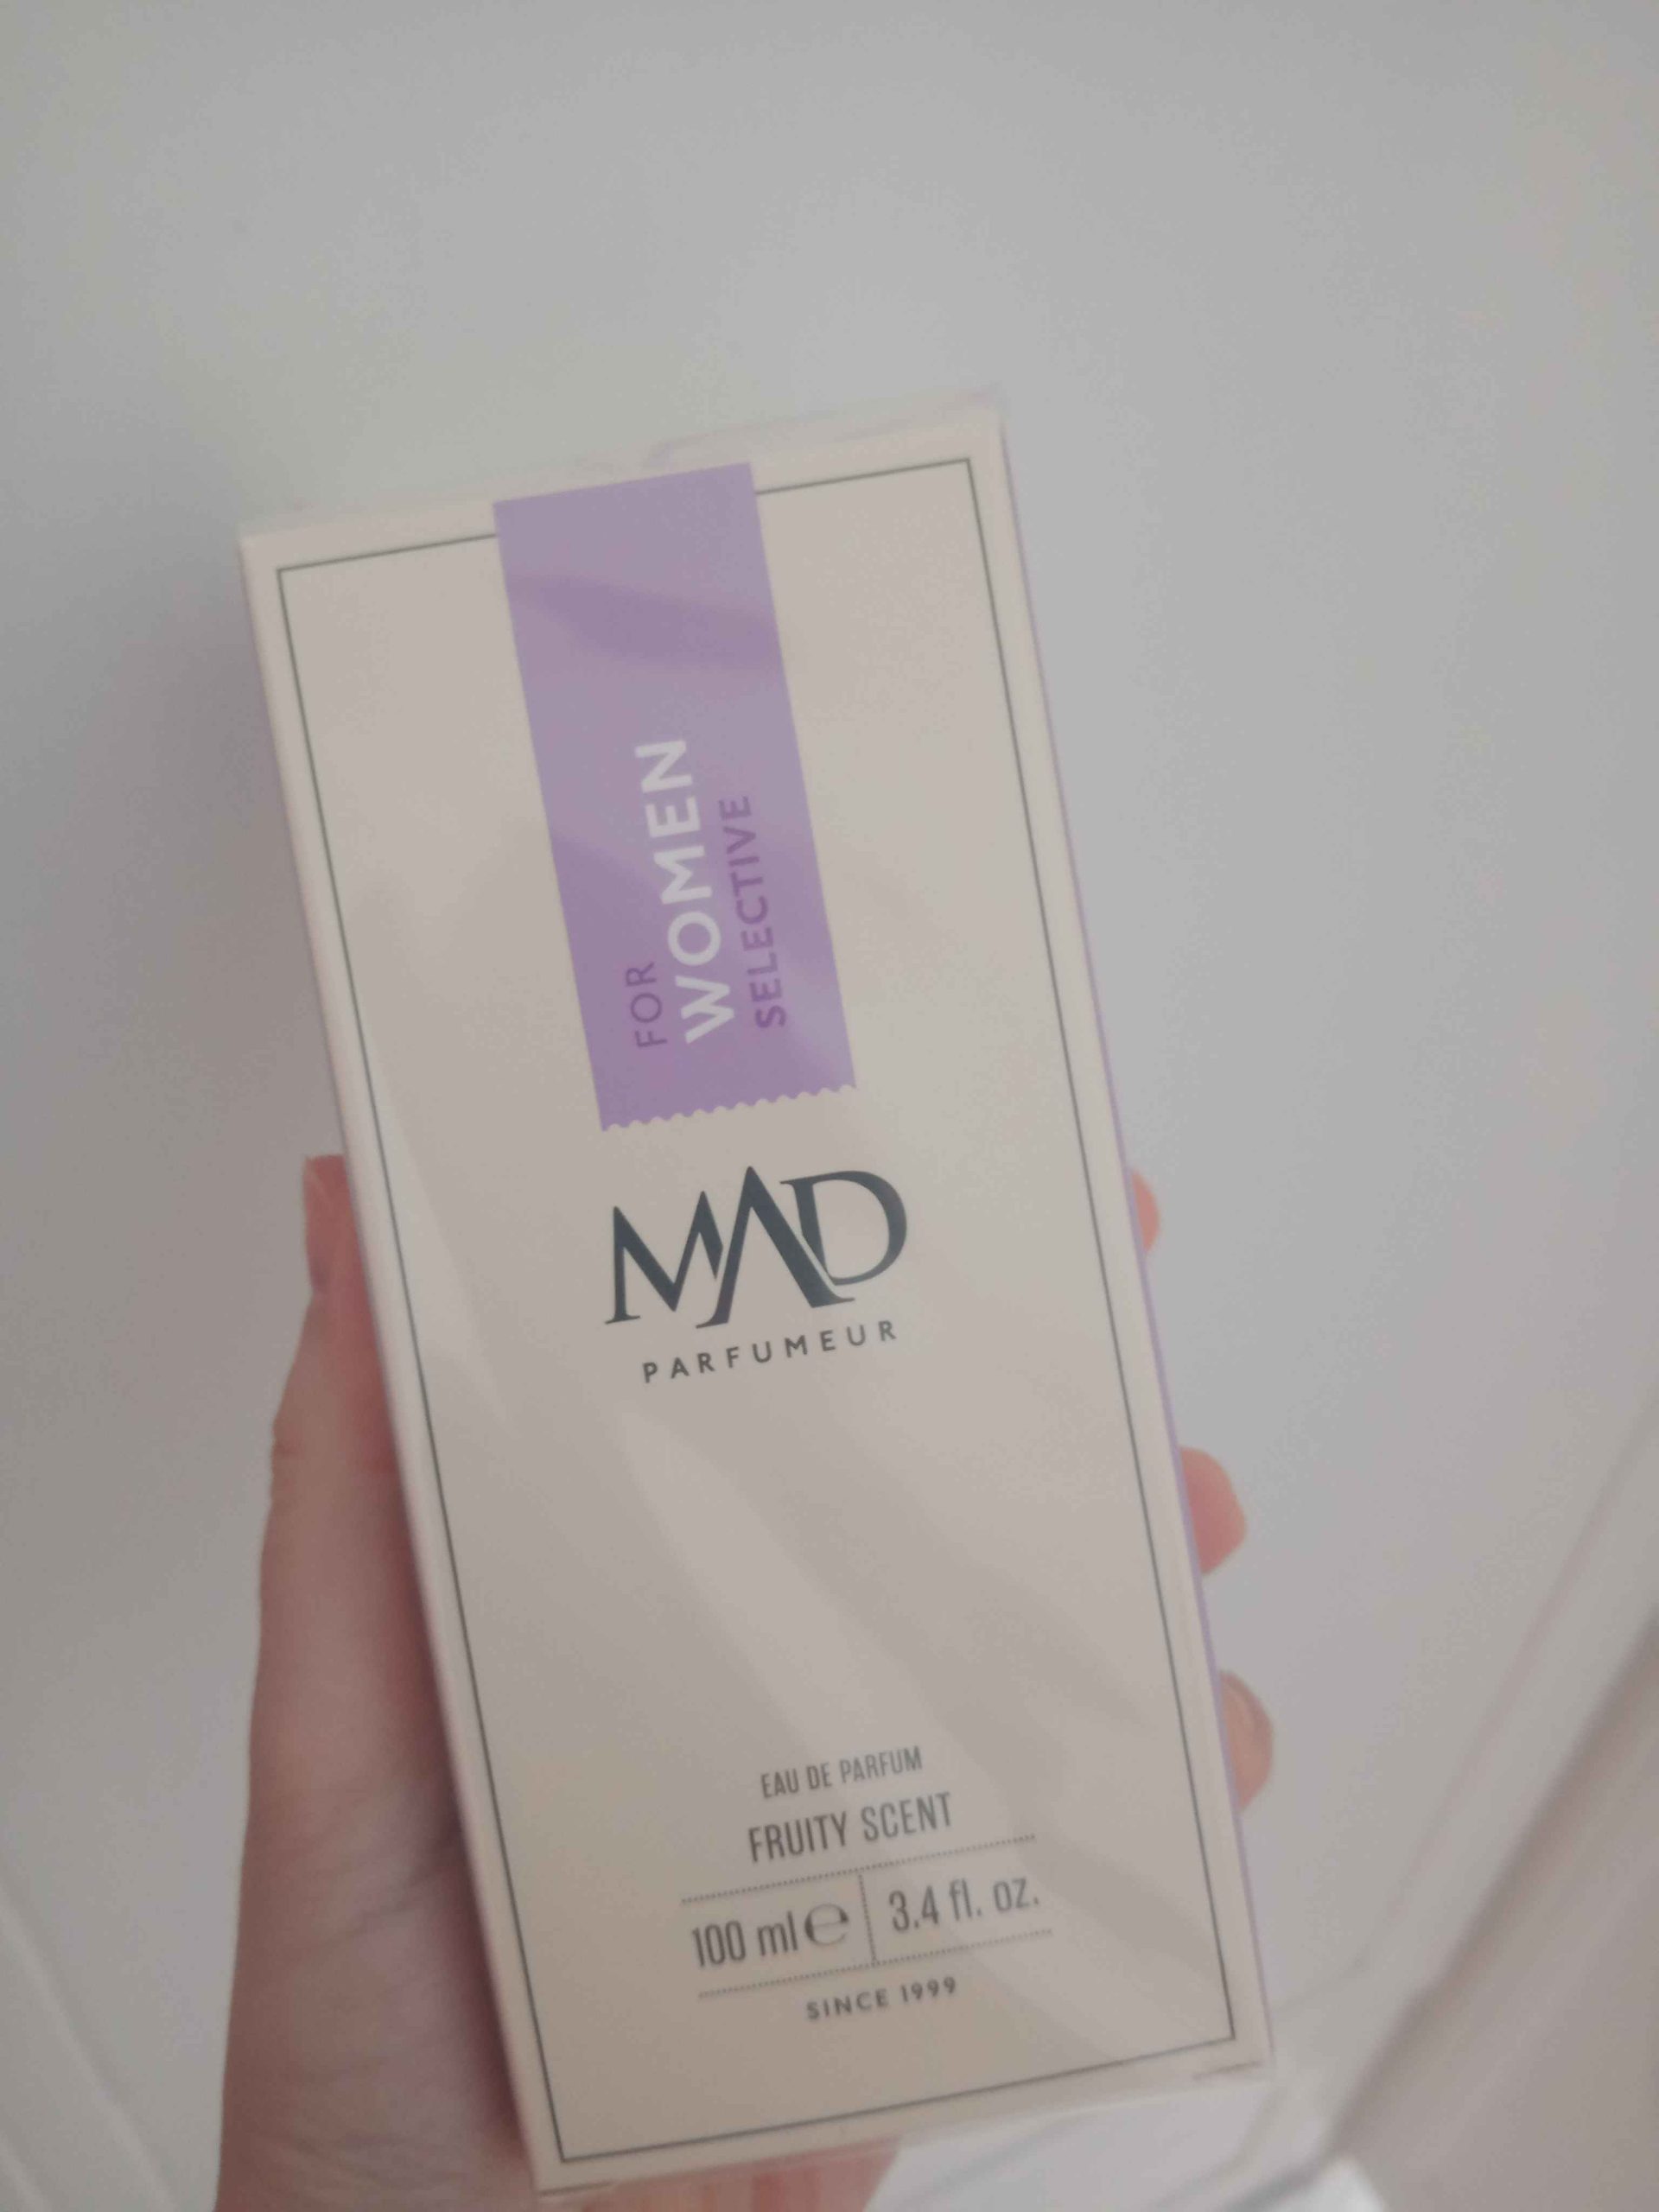 FOR
WOMEN
SELECTIVE
MAD
PARFUMEUR
EAU DE PARFUM
FRUITY SCENT
100 ml ℮ 3.4 fl. oz.
SINCE 1999